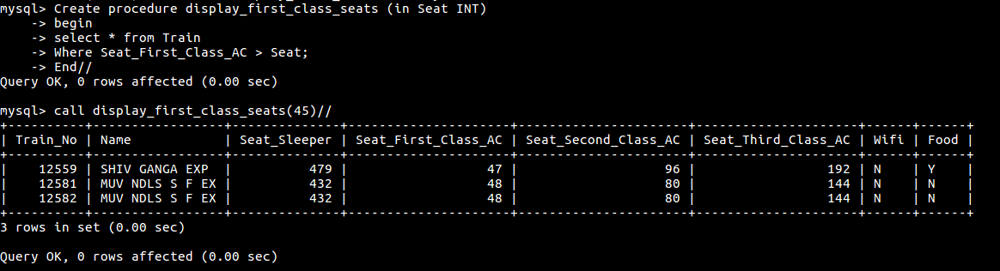 mysql> Create procedure display_first_class_seats (in Seat INT)
    -> begin
    -> select * from Train
    -> Where Seat_First_Class_AC > Seat;
    -> End//
Query OK, 0 rows affected (0.00 sec)

mysql> call display_first_class_seats(45)//
+----------+-----------------+--------------+---------------------+----------------------+---------------------+------+------+
| Train_No | Name            | Seat_Sleeper | Seat_First_Class_AC | Seat_Second_Class_AC | Seat_Third_Class_AC | Wifi | Food |
+----------+-----------------+--------------+---------------------+----------------------+---------------------+------+------+
|    12559 | SHIV GANGA EXP  |          479 |                  47 |                   96 |                 192 | N    | Y    |
|    12581 | MUV NDLS S F EX |          432 |                  48 |                   80 |                 144 | N    | N    |
|    12582 | MUV NDLS S F EX |          432 |                  48 |                   80 |                 144 | N    | N    |
+----------+-----------------+--------------+---------------------+----------------------+---------------------+------+------+
3 rows in set (0.00 sec)

Query OK, 0 rows affected (0.00 sec)